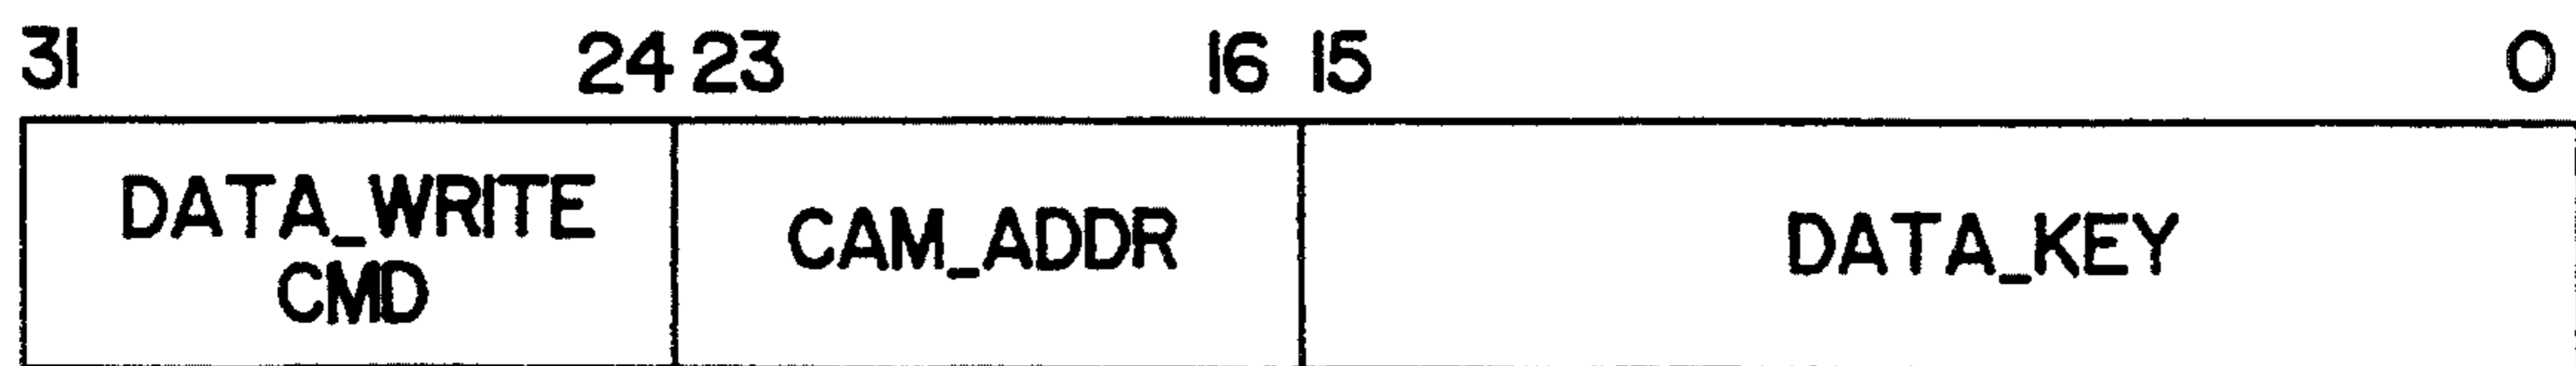 31 24 23 16 15 0
DATA_WRITE
CMD
CAM_ADDR
DATA_KEY